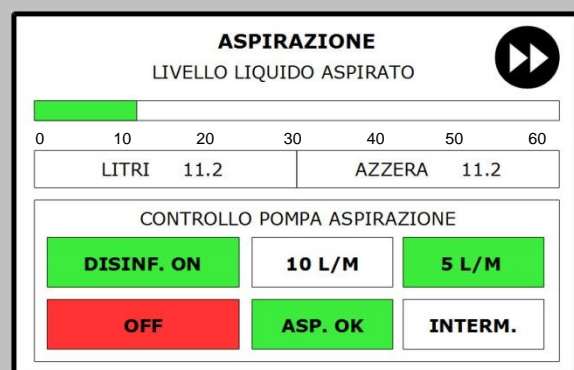 ASPIRAZIONE
LIVELLO LIQUIDO ASPIRATO
0 10 20 30 40 50 60
LITRI 11.2 AZZERA 11.2
CONTROLLO POMPA ASPIRAZIONE
DISINF. ON 10 L/M 5 L/M
OFF ASP. OK INTERM.